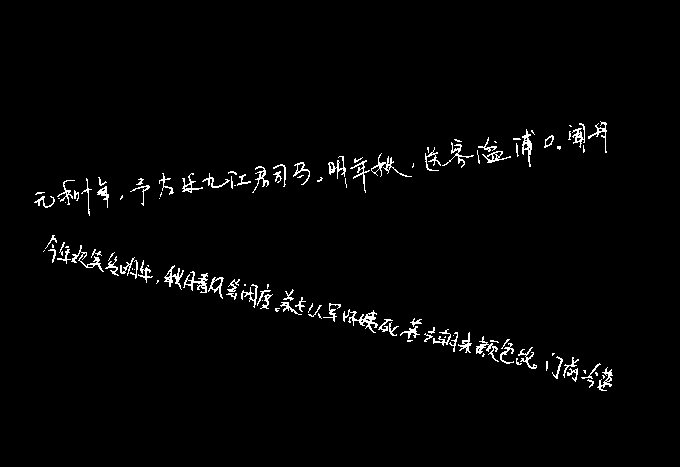 元和十年,予左迁九江郡司马。明年秋,送客湓浦口。闻舟
今年欢笑复明年,秋月春风等闲度。弟走从军阿姨死,暮去朝来颜色故。门前冷落